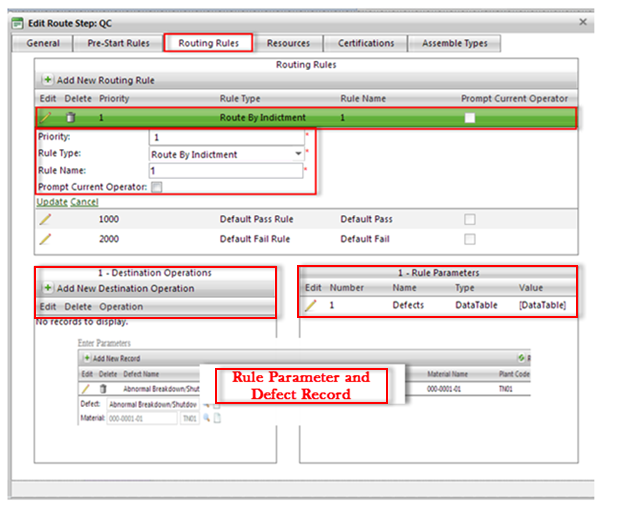 Edit Route Step: QC
General Pre-Start Rules Routing Rules Resources Certifications Assemble Types
Routing Rules
Add New Routing Rule
Edit Delete Priority Rule Type Rule Name Prompt Current Operator
1 Route By Indictment 1
Priority: 1 *
Rule Type: Route By Indictment *
Rule Name: 1 *
Prompt Current Operator:
Update Cancel
1000 Default Pass Rule Default Pass
2000 Default Fail Rule Default Fail
1 - Destination Operations
Add New Destination Operation
Edit Delete Operation
No records to display.
1 - Rule Parameters
Edit Number Name Type Value
1 Defects DataTable [DataTable]
Enter Parameters
Add New Record R
Edit Delete Defect Name Material Name Plant Code
Abnormal Breakdown/Shut 000-0001-01 TN01
Defect: Abnormal Breakdown/Shutdov
Material: 000-0001-01 TN01
Rule Parameter and
Defect Record